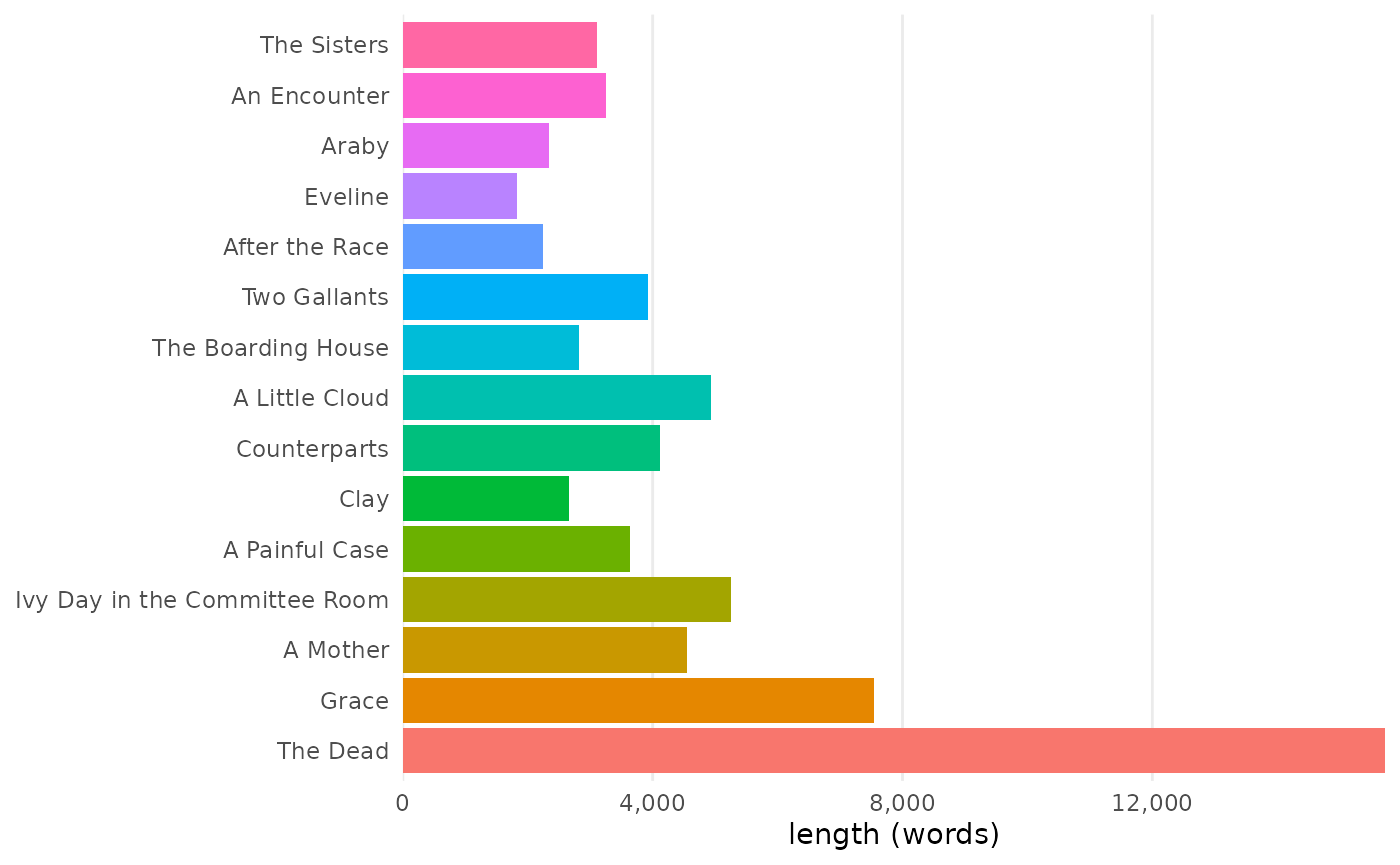 The Sisters
An Encounter
Araby
Eveline
After the Race
Two Gallants
The Boarding House
A Little Cloud
Counterparts
Clay
A Painful Case
Ivy Day in the Committee Room
A Mother
Grace
The Dead
0 4,000 8,000 12,000
length (words)